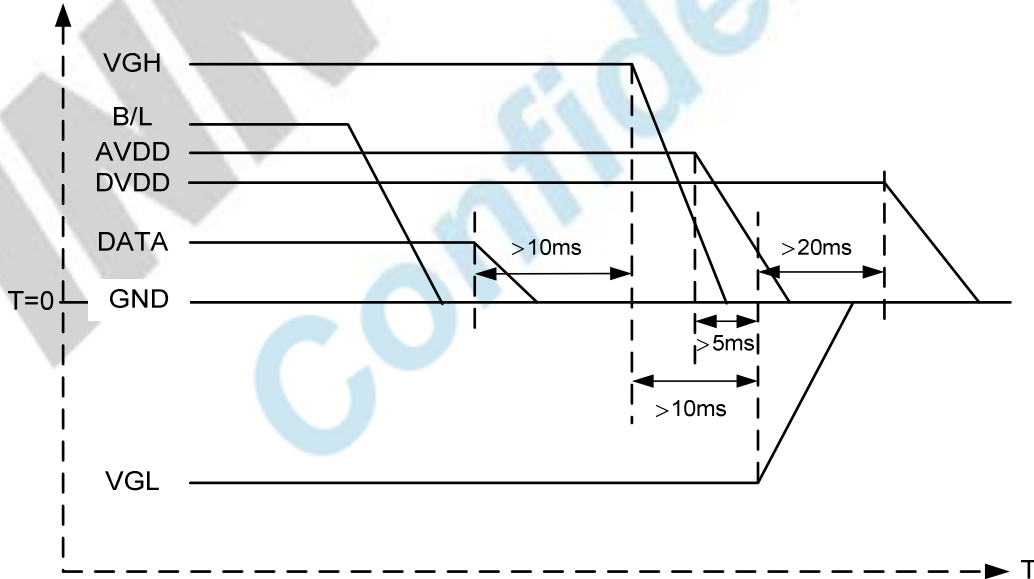 VGH
B/L
AVDD
DVDD
DATA
>10ms
>20ms
T=0
GND
>5ms
>10ms
VGL
T
Confide